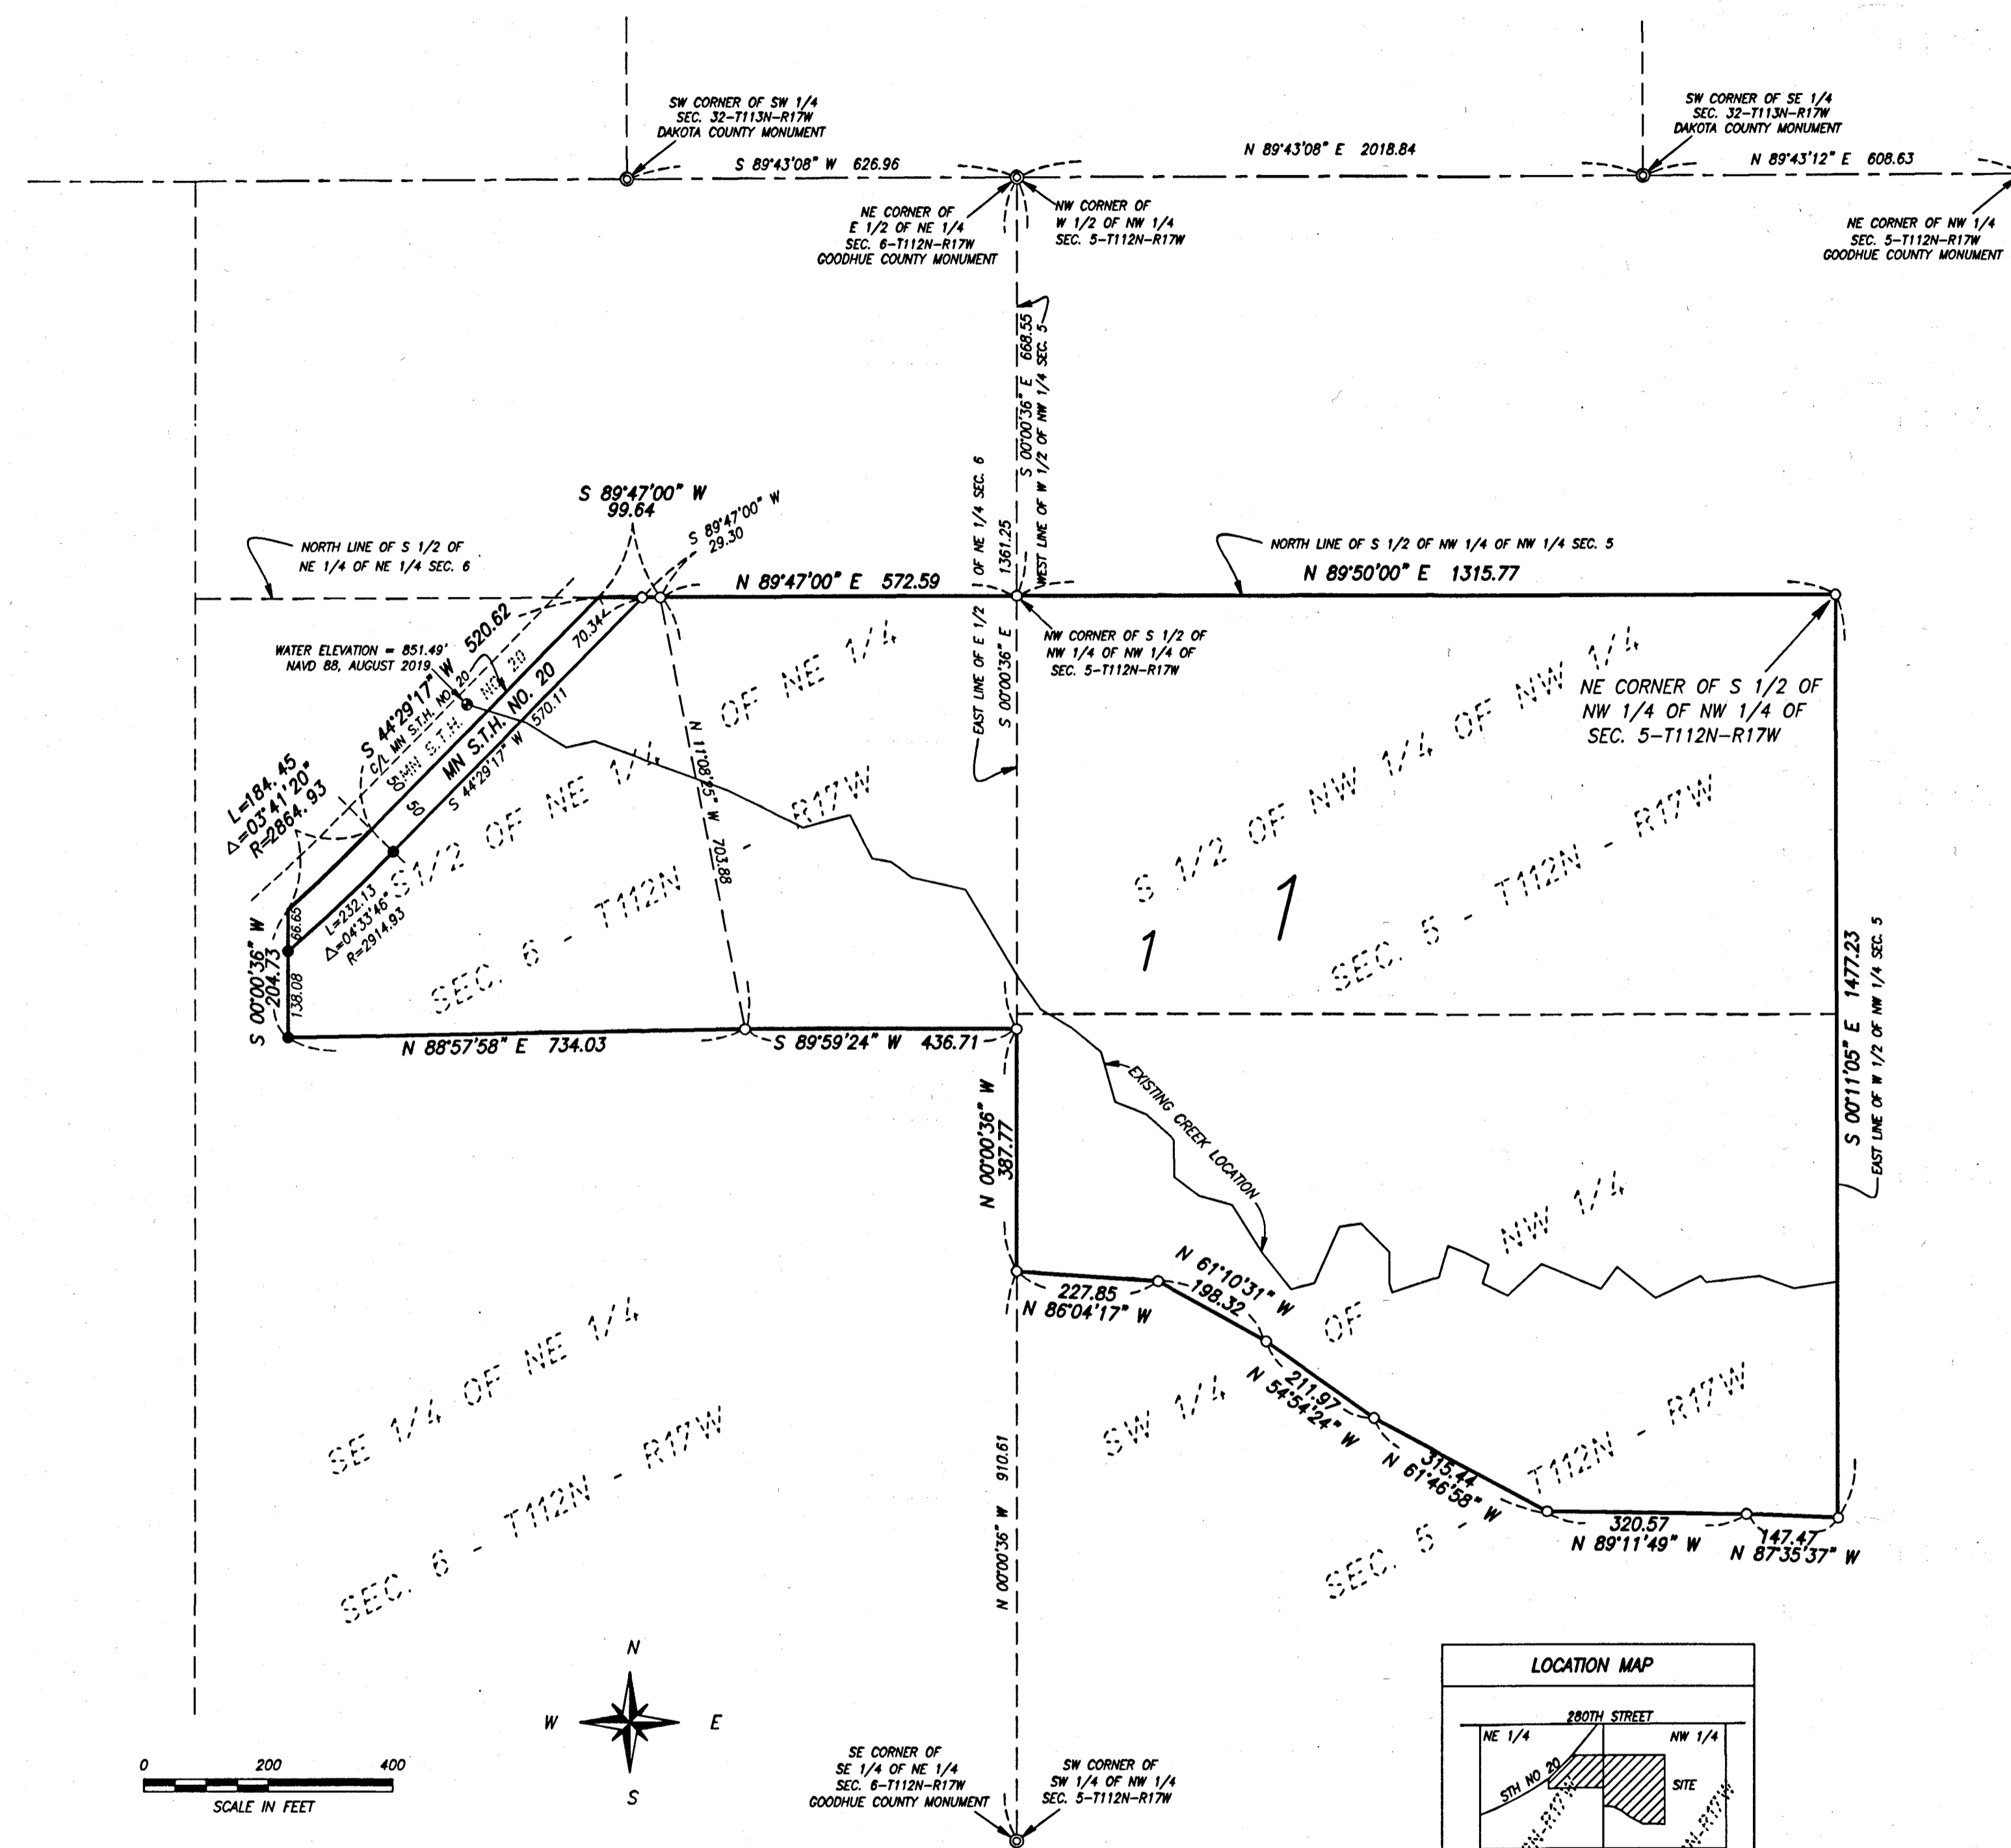 SW CORNER OF SW 1/4
SEC. 32-T113N-R17W
DAKOTA COUNTY MONUMENT
SW CORNER OF SE 1/4
SEC. 32-T113N-R17W
DAKOTA COUNTY MONUMENT
S 89°43'08" W 626.96
N 89°43'08" E 2018.84
N 89°43'12" E 608.63
NE CORNER OF
E 1/2 OF NE 1/4
SEC. 6-T112N-R17W
GOODHUE COUNTY MONUMENT
NW CORNER OF
W 1/2 OF NW 1/4
SEC. 5-T112N-R17W
NE CORNER OF NW 1/4
SEC. 5-T112N-R17W
GOODHUE COUNTY MONUMENT
S 00°00'36" E 668.55
WEST LINE OF W 1/2 OF NW 1/4 SEC. 5
EAST LINE OF E 1/2 OF NE 1/4 SEC. 6
S 00°00'36" E 1361.25
S 89°47'00" W
99.64
S 89°47'00" W
29.30
NORTH LINE OF S 1/2 OF
NE 1/4 OF NE 1/4 SEC. 6
N 89°47'00" E 572.59
NORTH LINE OF S 1/2 OF NW 1/4 OF NW 1/4 SEC. 5
N 89°50'00" E 1315.77
WATER ELEVATION = 851.49'
NAVD 88, AUGUST 2019
S 44°29'17" W 520.62
C/L MN S.T.H. NO. 20
MN S.T.H. NO. 20
MN S.T.H. NO. 20
50
50
70.34
S 44°29'17" W 570.11
L=184.45
Δ=03°41'20"
R=2864.93
L=232.13
Δ=04°33'46"
R=2914.93
N 11°08'25" W 703.88
NW CORNER OF S 1/2 OF
NW 1/4 OF NW 1/4 OF
SEC. 5-T112N-R17W
NE CORNER OF S 1/2 OF
NW 1/4 OF NW 1/4 OF
SEC. 5-T112N-R17W
S 1/2 OF NE 1/4 OF NE 1/4
SEC. 6 - T112N - R17W
S 1/2 OF NW 1/4 OF NW 1/4
SEC. 5 - T112N - R17W
1
1
S 00°00'36" W
204.73
66.65
138.08
N 88°57'58" E 734.03
S 89°59'24" W 436.71
S 00°11'05" E 1477.23
EAST LINE OF W 1/2 OF NW 1/4 SEC. 5
N 00°00'36" W
387.77
EXISTING CREEK LOCATION
227.85
N 86°04'17" W
N 61°10'31" W
198.32
211.97
N 54°54'24" W
315.44
N 61°46'58" W
320.57
N 89°11'49" W
147.47
N 87°35'37" W
SE 1/4 OF NE 1/4
SEC. 6 - T112N - R17W
SW 1/4 OF NW 1/4
SEC. 5 - T112N - R17W
N 00°00'36" W 910.61
N
W E
S
0 200 400
SCALE IN FEET
SE CORNER OF
SE 1/4 OF NE 1/4
SEC. 6-T112N-R17W
GOODHUE COUNTY MONUMENT
SW CORNER OF
SW 1/4 OF NW 1/4
SEC. 5-T112N-R17W
LOCATION MAP
280TH STREET
NE 1/4
NW 1/4
STH NO 20
SITE